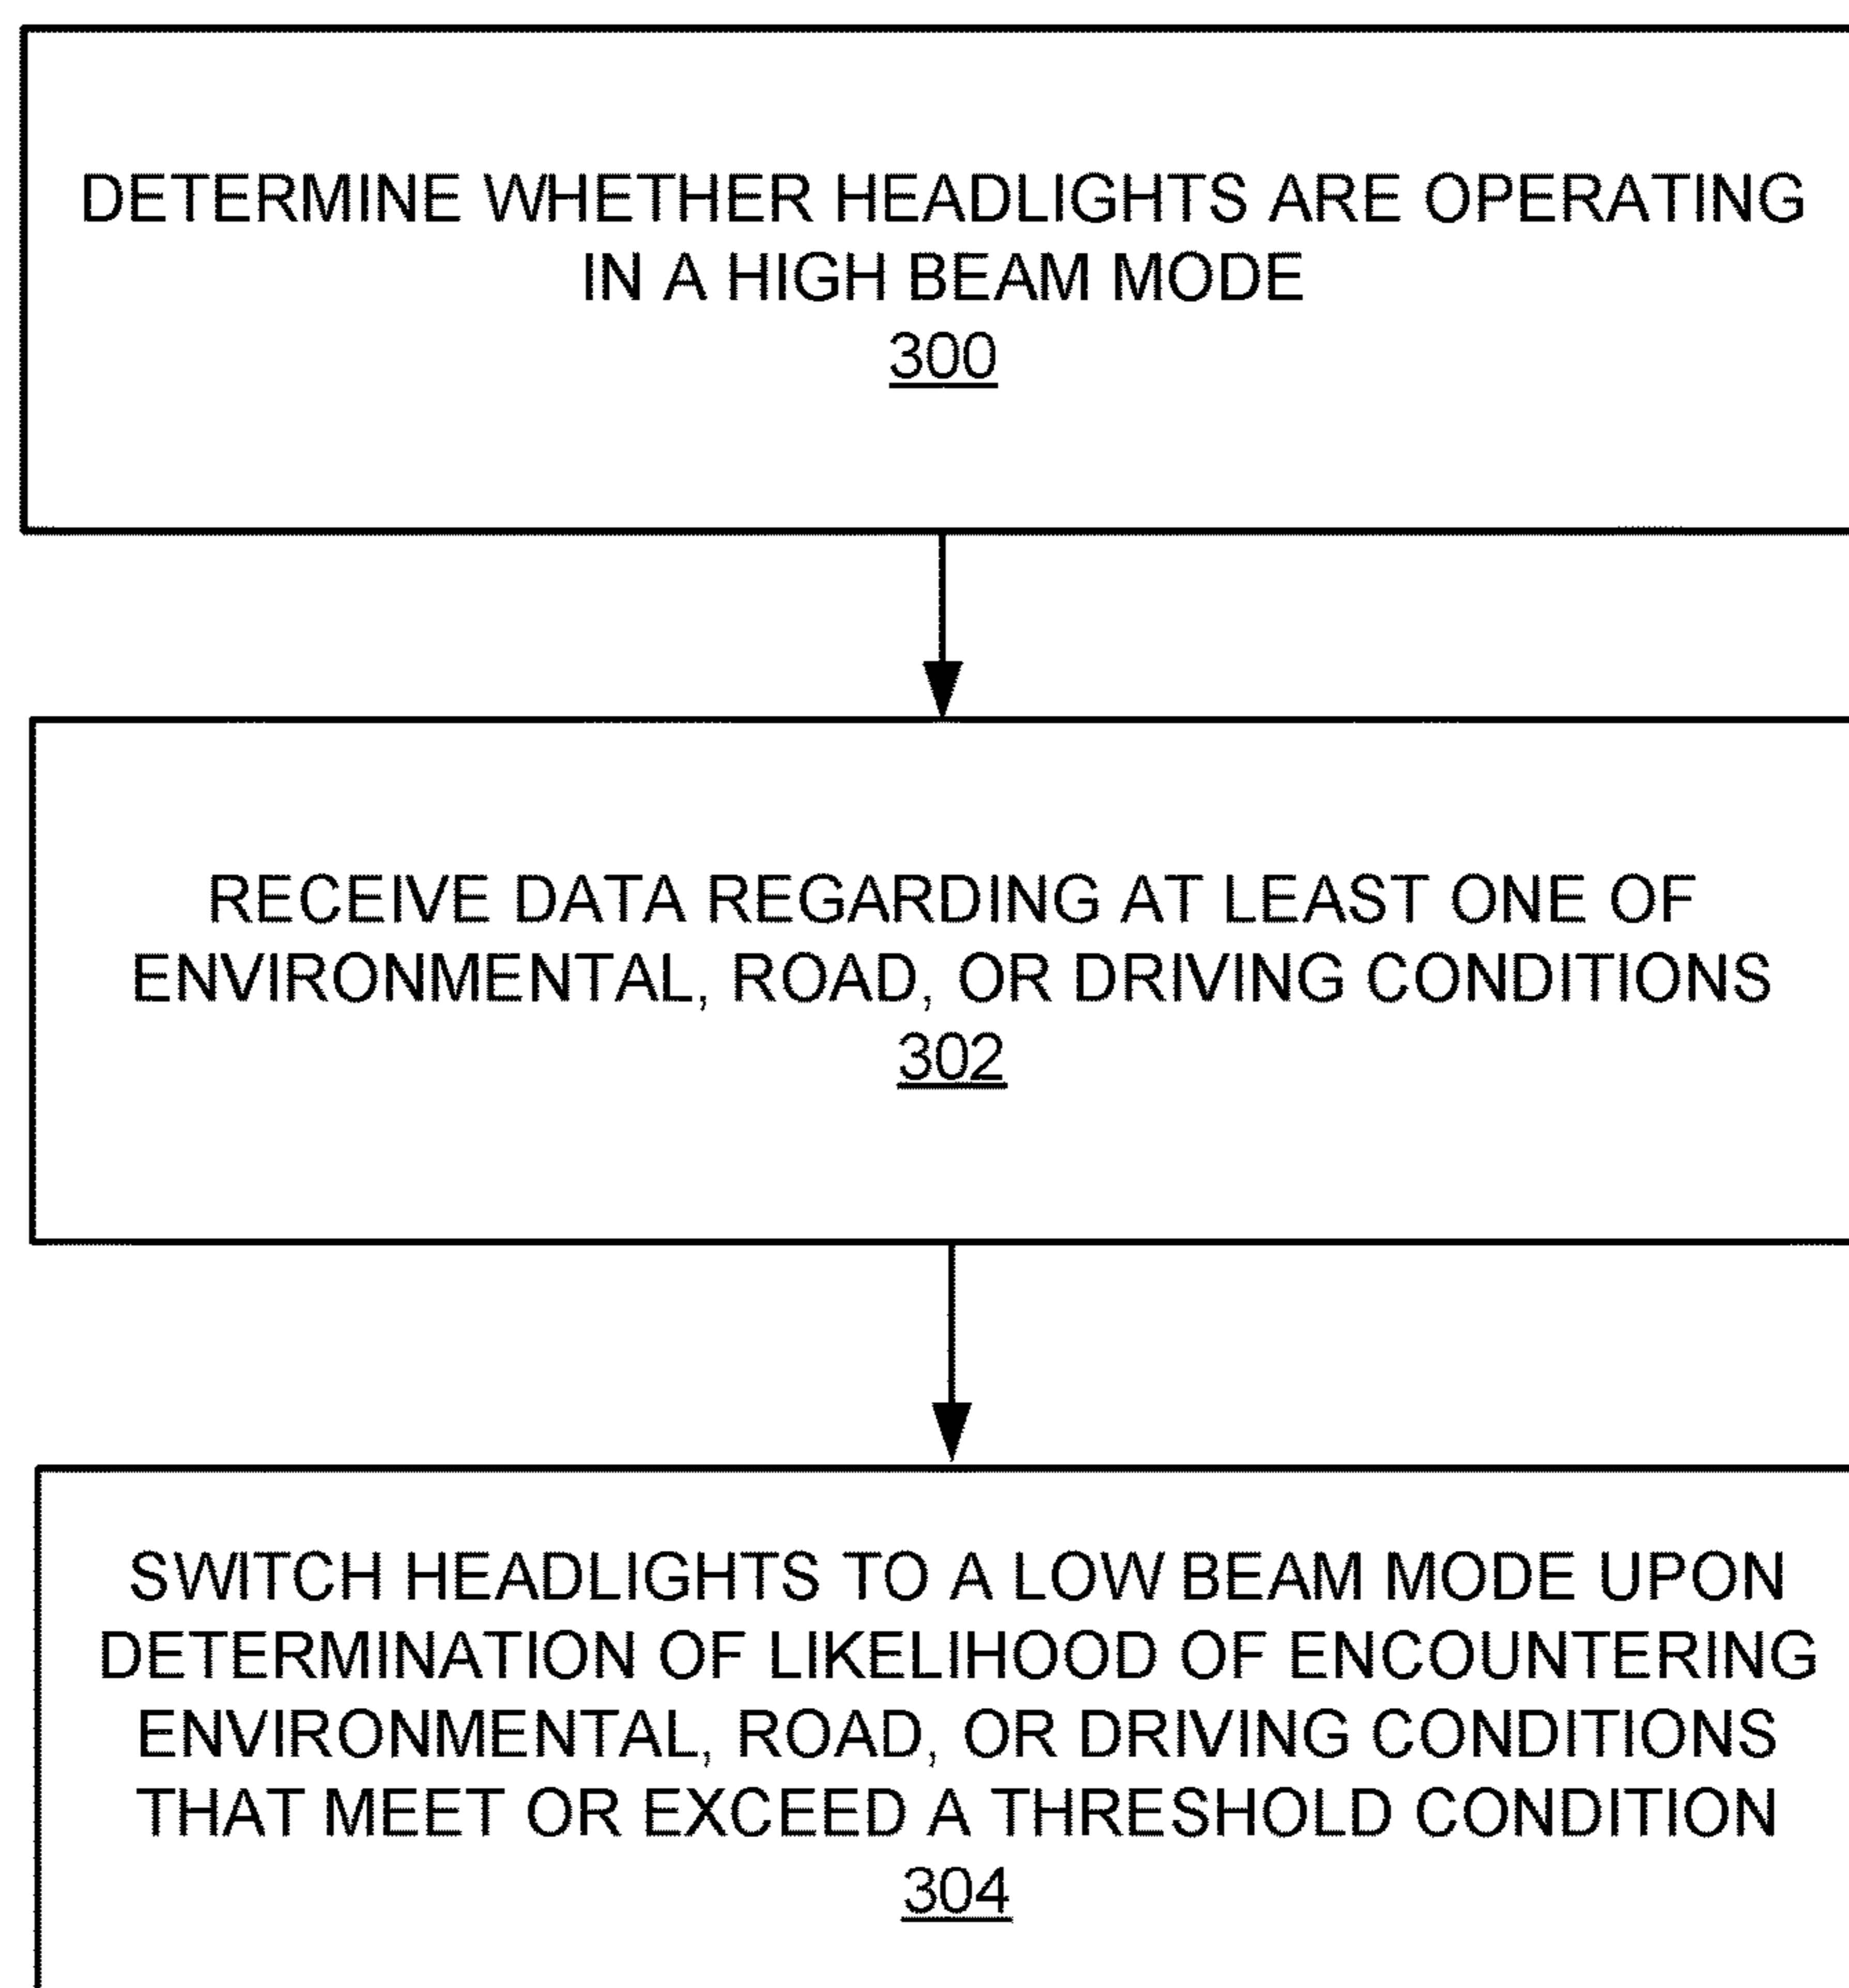 DETERMINE WHETHER HEADLIGHTS ARE OPERATING
IN A HIGH BEAM MODE
300
RECEIVE DATA REGARDING AT LEAST ONE OF
ENVIRONMENTAL, ROAD, OR DRIVING CONDITIONS
302
SWITCH HEADLIGHTS TO A LOW BEAM MODE UPON
DETERMINATION OF LIKELIHOOD OF ENCOUNTERING
ENVIRONMENTAL, ROAD, OR DRIVING CONDITIONS
THAT MEET OR EXCEED A THRESHOLD CONDITION
304